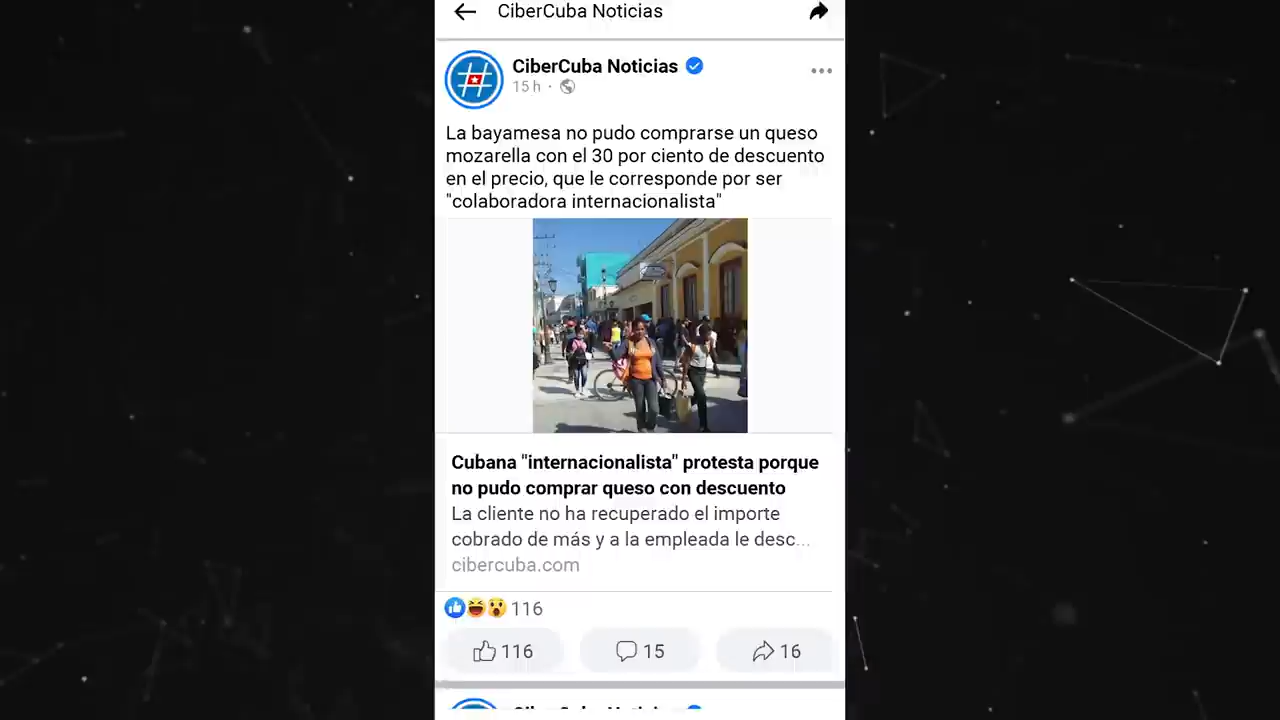 CiberCuba Noticias
CiberCuba Noticias
15 h ·
La bayamesa no pudo comprarse un queso
mozarella con el 30 por ciento de descuento
en el precio, que le corresponde por ser
"colaboradora internacionalista"
Cubana "internacionalista" protesta porque
no pudo comprar queso con descuento
La cliente no ha recuperado el importe
cobrado de más y a la empleada le desc...
cibercuba.com
116
116
15
16